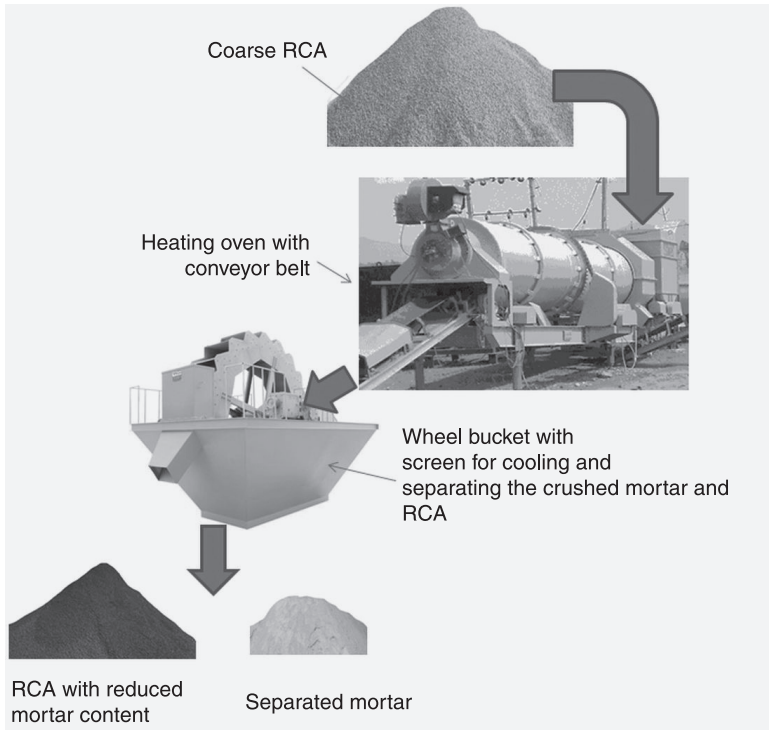 Coarse RCA
Heating oven with
conveyor belt
Wheel bucket with
screen for cooling and
separating the crushed mortar and
RCA
RCA with reduced
mortar content
Separated mortar